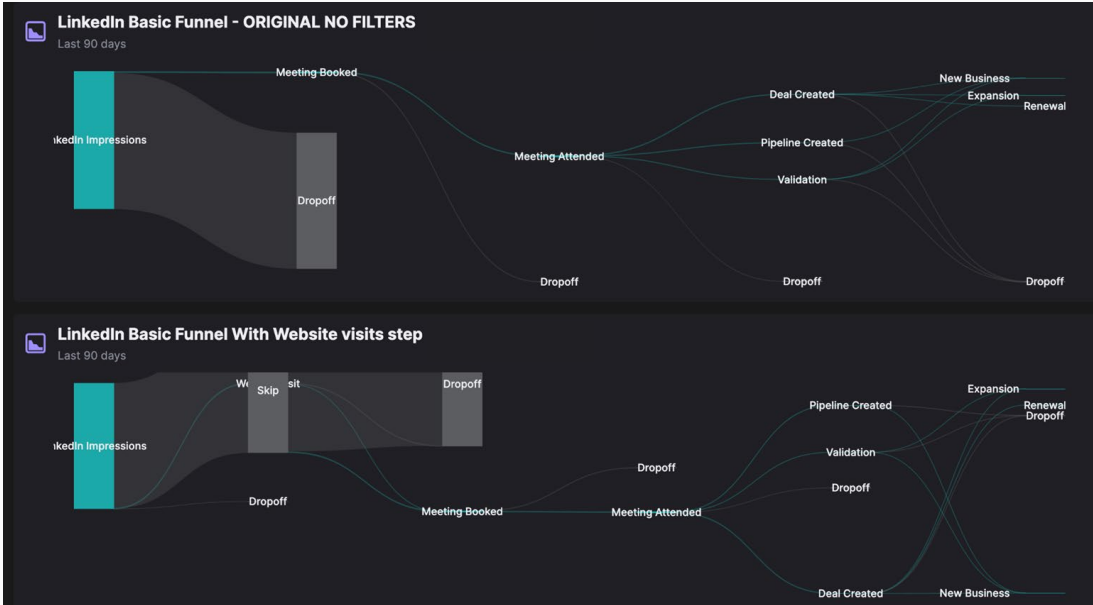 LinkedIn Basic Funnel - ORIGINAL NO FILTERS
Last 90 days
Meeting Booked
New Business
Deal Created
Expansion
Renewal
nkedIn Impressions
Pipeline Created
Meeting Attended
Validation
Dropoff
Dropoff
Dropoff
Dropoff
LinkedIn Basic Funnel With Website visits step
Last 90 days
Skip
Dropoff
Expansion
Pipeline Created
Renewal
Dropoff
nkedIn Impressions
Validation
Dropoff
Dropoff
Dropoff
Meeting Booked
Meeting Attended
Deal Created
New Business